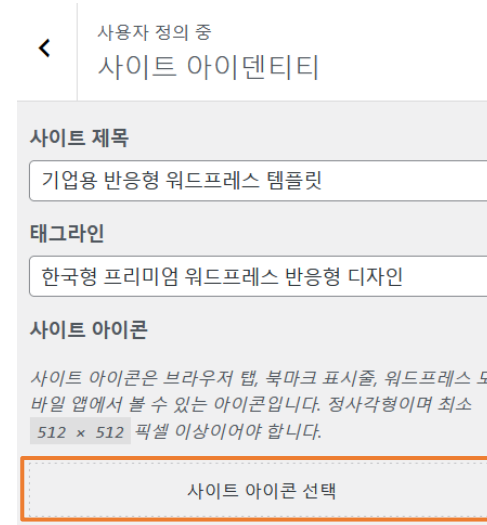 사용자 정의 중
사이트 아이덴티티
사이트 제목
기업용 반응형 워드프레스 템플릿
태그라인
한국형 프리미엄 워드프레스 반응형 디자인
사이트 아이콘
사이트 아이콘은 브라우저 탭, 북마크 표시줄, 워드프레스 모
바일 앱에서 볼 수 있는 아이콘입니다. 정사각형이며 최소
512 × 512 픽셀 이상이어야 합니다.
사이트 아이콘 선택